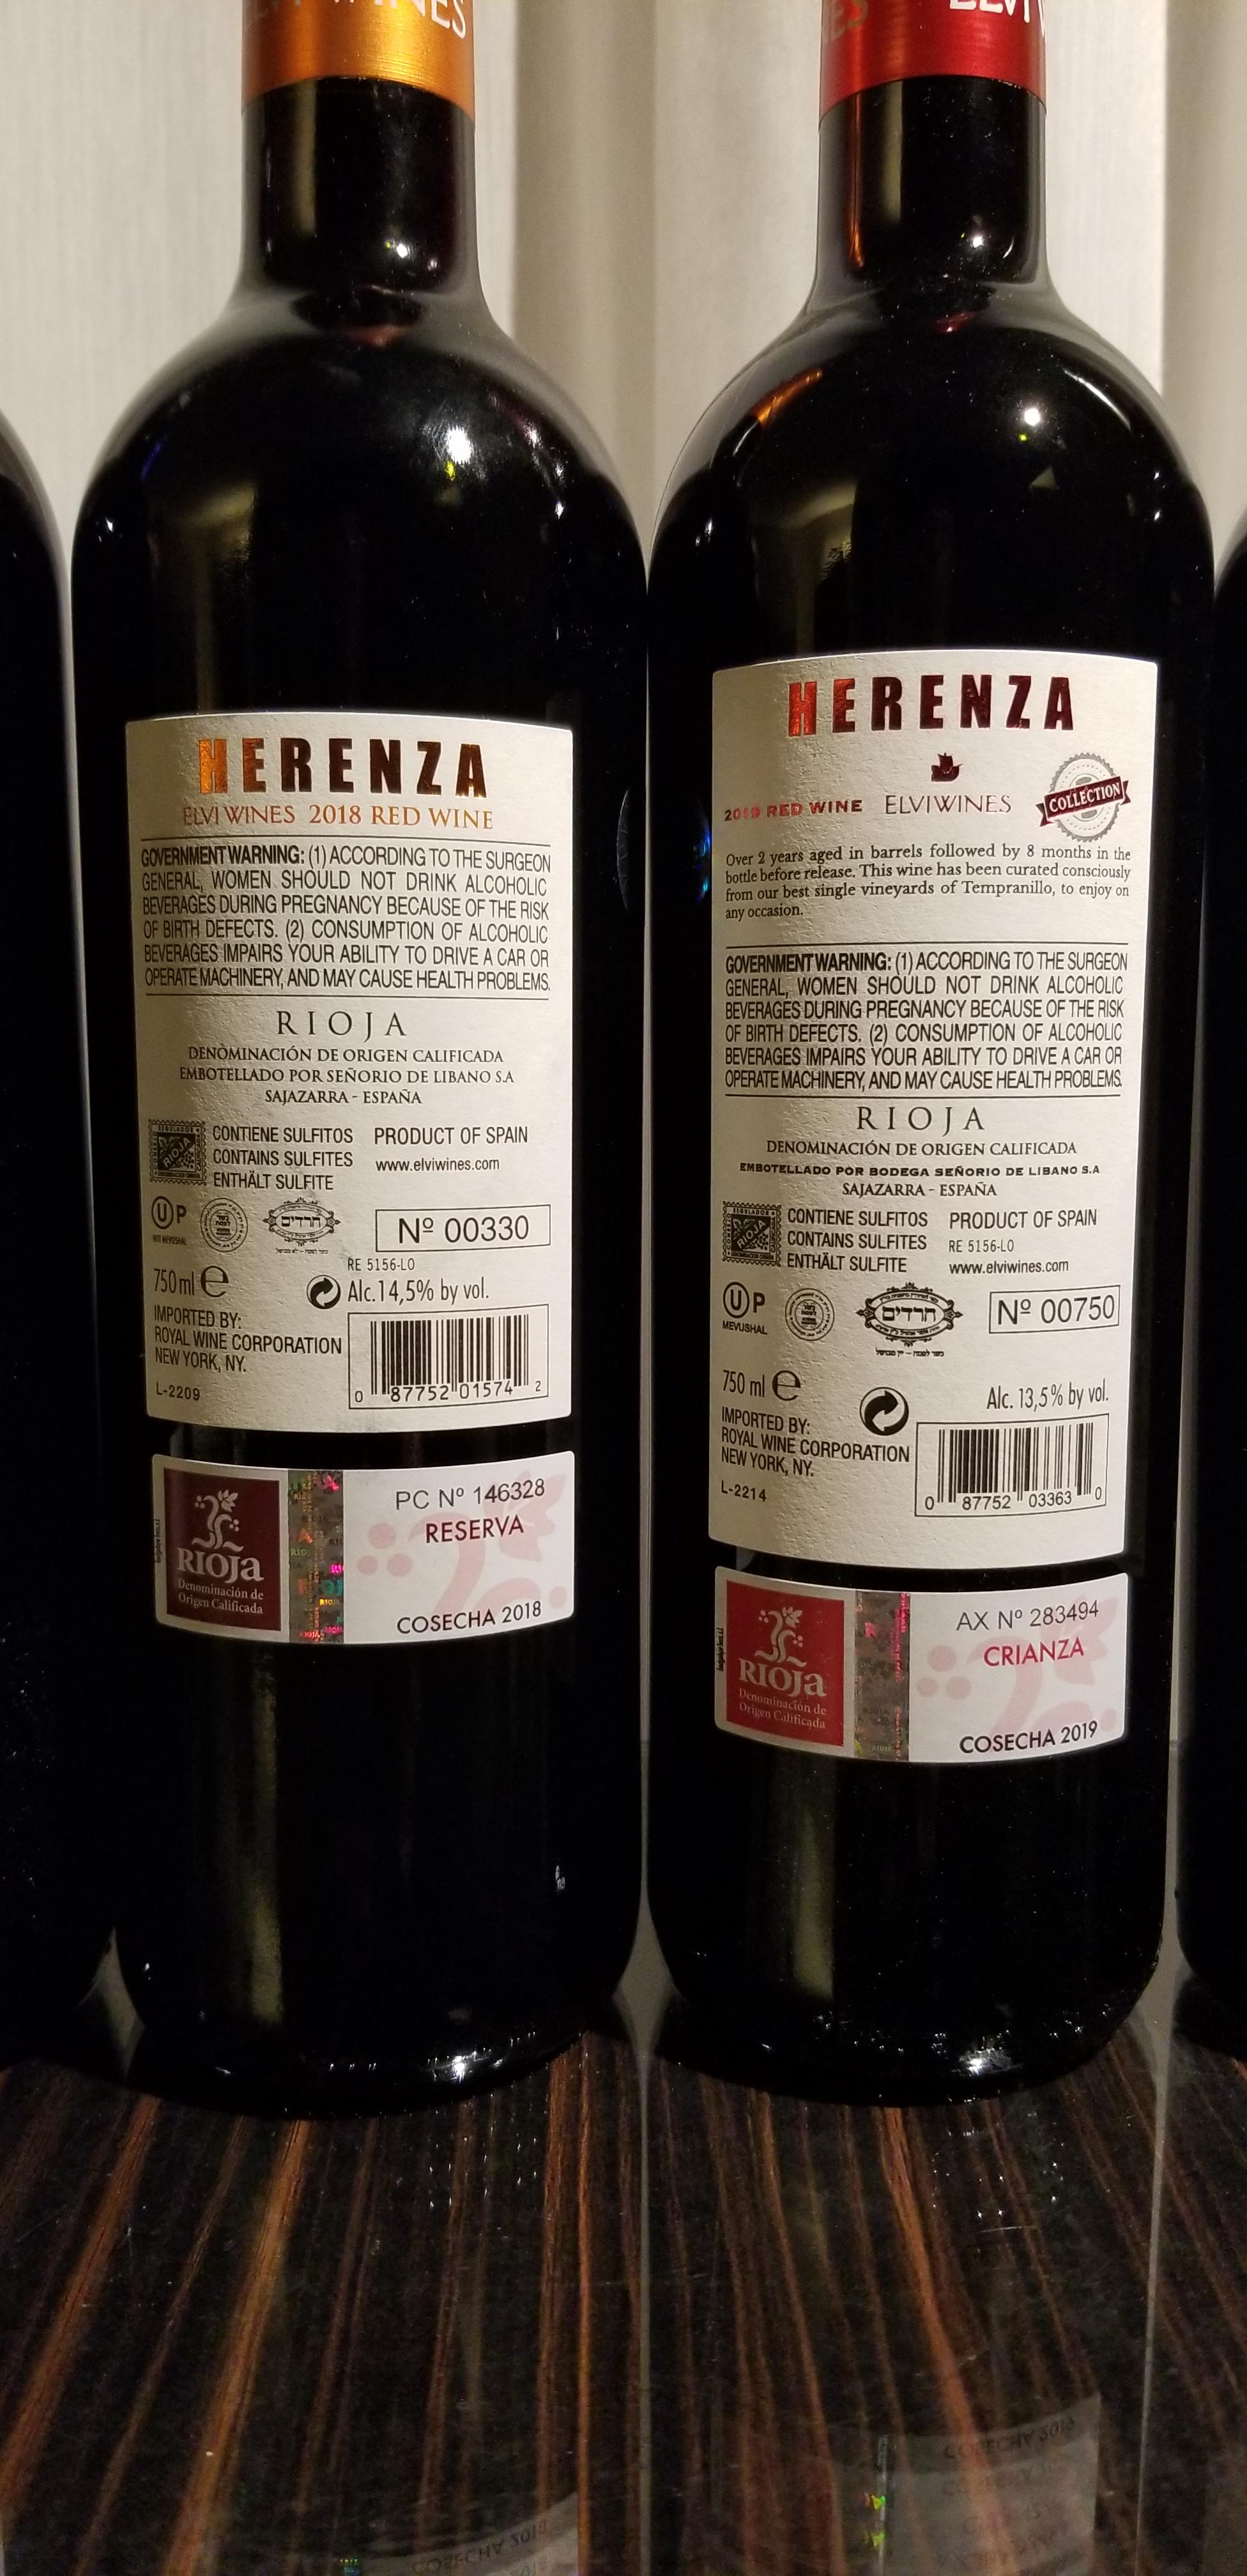 ELVI WINES
HERENZA
ELVI WINES 2018 RED WINE
GOVERNMENT WARNING: (1) ACCORDING TO THE SURGEON
GENERAL, WOMEN SHOULD NOT DRINK ALCOHOLIC
BEVERAGES DURING PREGNANCY BECAUSE OF THE RISK
OF BIRTH DEFECTS. (2) CONSUMPTION OF ALCOHOLIC
BEVERAGES IMPAIRS YOUR ABILITY TO DRIVE A CAR OR
OPERATE MACHINERY, AND MAY CAUSE HEALTH PROBLEMS.
RIOJA
DENOMINACIÓN DE ORIGEN CALIFICADA
EMBOTELLADO POR SEÑORIO DE LIBANO S.A
SAJAZARRA - ESPAÑA
RIOJA
CONTIENE SULFITOS
CONTAINS SULFITES
ENTHÄLT SULFITE
PRODUCT OF SPAIN
www.elviwines.com
U P
NOT MEVUSHAL
חרדים
Nº 00330
RE 5156-LO
750 ml e
Alc.14,5% by vol.
IMPORTED BY:
ROYAL WINE CORPORATION
NEW YORK, NY.
L-2209
0 87752 01574 2
RIOJA
Denominación de
Origen Calificada
PC Nº 146328
RESERVA
COSECHA 2018
ELVI
HERENZA
2019 RED WINE ELVIWINES
COLLECTION
Over 2 years aged in barrels followed by 8 months in the
bottle before release. This wine has been curated consciously
from our best single vineyards of Tempranillo, to enjoy on
any occasion.
GOVERNMENT WARNING: (1) ACCORDING TO THE SURGEON
GENERAL, WOMEN SHOULD NOT DRINK ALCOHOLIC
BEVERAGES DURING PREGNANCY BECAUSE OF THE RISK
OF BIRTH DEFECTS. (2) CONSUMPTION OF ALCOHOLIC
BEVERAGES IMPAIRS YOUR ABILITY TO DRIVE A CAR OR
OPERATE MACHINERY, AND MAY CAUSE HEALTH PROBLEMS.
RIOJA
DENOMINACIÓN DE ORIGEN CALIFICADA
EMBOTELLADO POR BODEGA SEÑORIO DE LIBANO S.A
SAJAZARRA - ESPAÑA
RIOJA
CONTIENE SULFITOS
CONTAINS SULFITES
ENTHÄLT SULFITE
PRODUCT OF SPAIN
RE 5156-LO
www.elviwines.com
U P
MEVUSHAL
חרדים
כשר לפסח - יין מבושל
Nº 00750
750 ml e
Alc. 13,5% by vol.
IMPORTED BY:
ROYAL WINE CORPORATION
NEW YORK, NY.
L-2214
0 87752 03363 0
RIOJA
Denominación de
Origen Calificada
AX Nº 283494
CRIANZA
COSECHA 2019